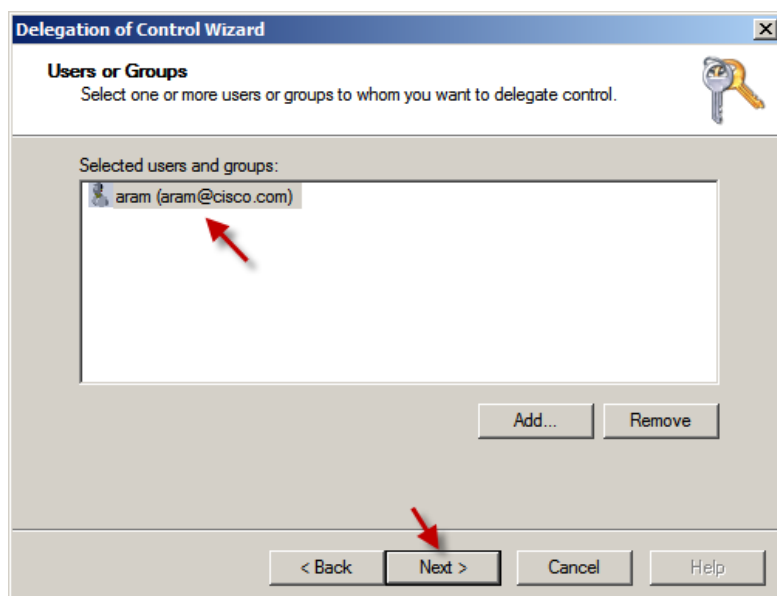 Delegation of Control Wizard
Users or Groups
Select one or more users or groups to whom you want to delegate control.
Selected users and groups:
aram (aram@cisco.com)
Add...
Remove
< Back
Next >
Cancel
Help